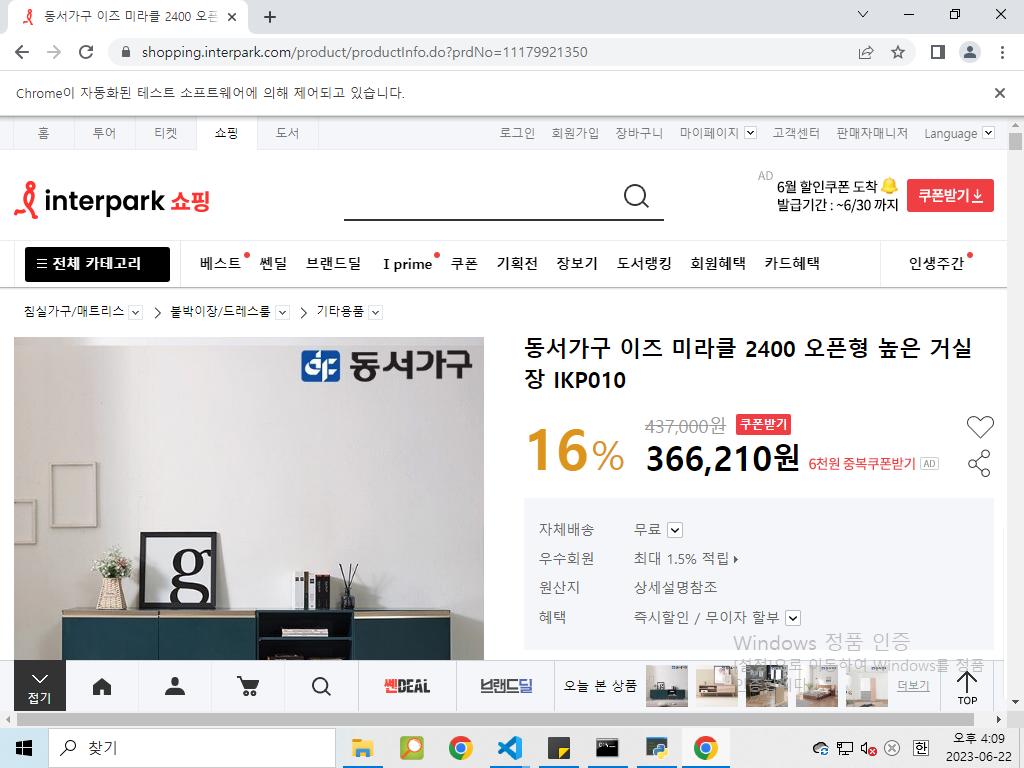 동서가구 이즈 미라클 2400 오픈
shopping.interpark.com/product/productInfo.do?prdNo=11179921350
Chrome이 자동화된 테스트 소프트웨어에 의해 제어되고 있습니다.
홈 투어 티켓 쇼핑 도서 로그인 회원가입 장바구니 마이페이지 고객센터 판매자매니저 Language
interpark 쇼핑
AD
6월 할인쿠폰 도착
발급기간 : ~6/30 까지
쿠폰받기
전체 카테고리 베스트 쎈딜 브랜드딜 I prime 쿠폰 기획전 장보기 도서랭킹 회원혜택 카드혜택 인생주간
침실가구/매트리스 > 붙박이장/드레스룸 > 기타용품
동서가구
동서가구 이즈 미라클 2400 오픈형 높은 거실
장 IKP010
16%
437,000원 쿠폰받기
366,210원 6천원 중복쿠폰받기 AD
g
자체배송 무료
우수회원 최대 1.5% 적립
원산지 상세설명참조
혜택 즉시할인 / 무이자 할부
Windows 정품 인증
[설정]으로 이동하여 Windows를 정품
접기
쎈DEAL
브랜드딜
오늘 본 상품
더보기
TOP
찾기
한
오후 4:09
2023-06-22